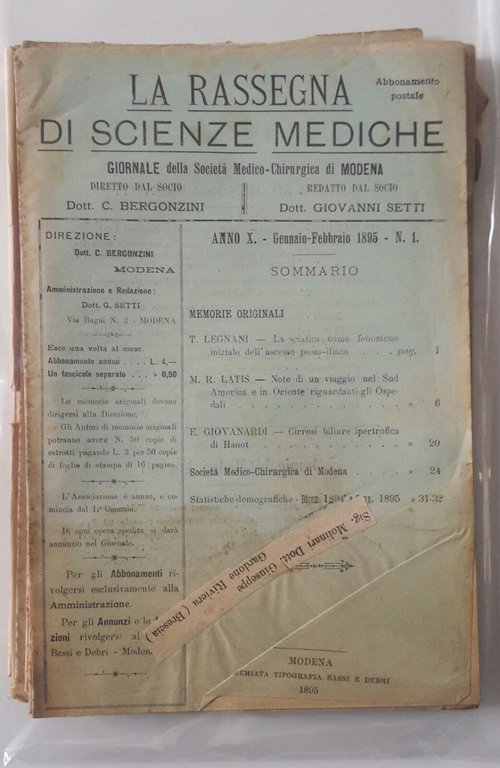 LA RASSEGNA
DI SCIENZE MEDICHE
Abbonamento
postale
GIORNALE della Società Medico-Chirurgica di MODENA
DIRETTO DAL SOCIO
Dott. C. BERGONZINI
REDATTO DAL SOCIO
Dott. GIOVANNI SETTI
DIREZIONE:
Dott. C. BERGONZINI
MODENA
Amministrazione e Redazione:
Dott. G. SETTI
Via Bagni N. 2 - MODENA
Esce una volta al mese.
Abbonamento annuo . . L. 4,—
Un fascicolo separato . . . » 0,50
Le memorie originali devono
dirigersi alla Direzione.
Gli Autori di memorie originali
potranno avere N. 50 copie di
estratti pagando L. 3 per 50 copie
di foglio di stampa di 16 pagine.
L'Associazione è annua, e co-
mincia dal 1.° Gennaio.
Di ogni opera spedita si darà
annunzio nel Giornale.
Per gli Abbonamenti ri-
volgersi esclusivamente alla
Amministrazione.
Per gli Annunzi e le
zioni rivolgersi al
Bassi e Debri - Moden
ANNO X. - Gennaio-Febbraio 1895 - N. 1.
SOMMARIO
MEMORIE ORIGINALI
T. LEGNANI — La sciatica come fenomeno
iniziale dell'ascesso psoas-iliaco . . . pag. 1
M. R. LATIS — Note di un viaggio nel Sud
America e in Oriente riguardanti gli Ospe-
dali . . . » 6
E. GIOVANARDI — Cirrosi biliare ipertrofica
di Hanot . . . » 20
Società Medico-Chirurgica di Modena . . . » 24
Statistiche demografiche - Dicem. 1894 1895 » 31-32
Sig. Molinari Dott. Giuseppe
Gardone Riviera (Brescia)
MODENA
REMIATA TIPOGRAFIA BASSI E DEBRI
1895